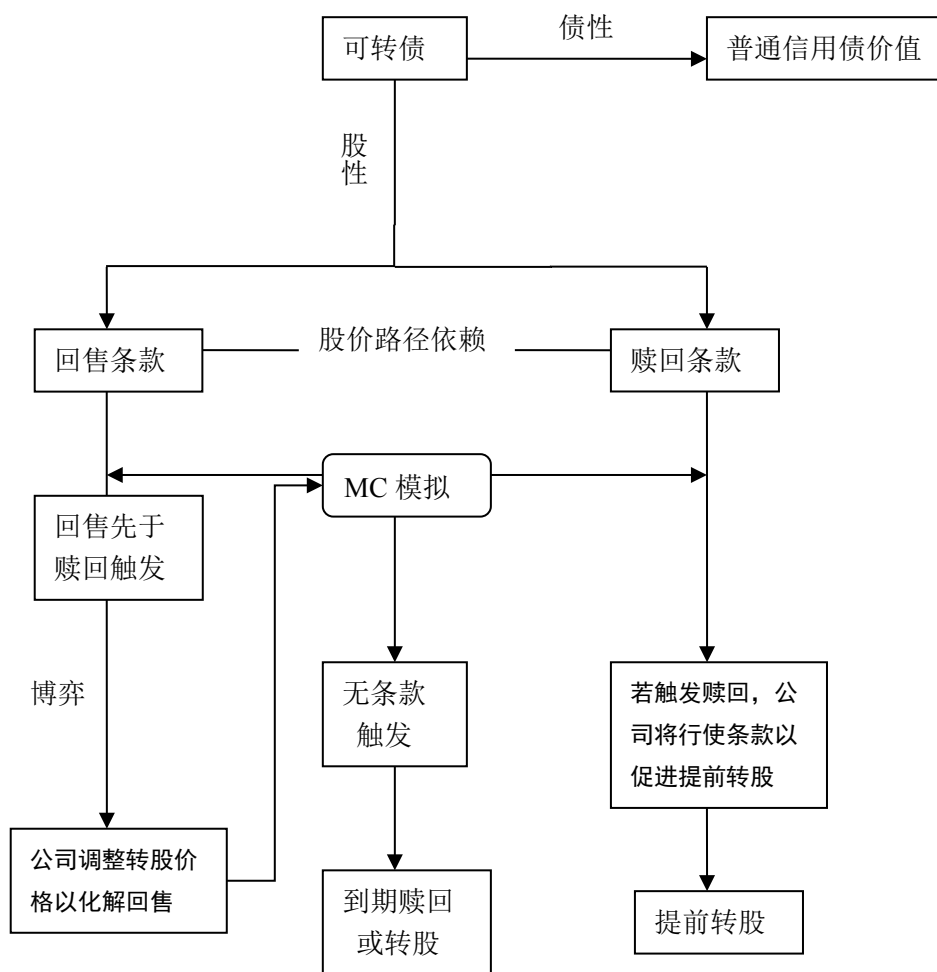 可转债
债性
普通信用债价值
股
性
回售条款
股价路径依赖
赎回条款
MC 模拟
回售先于
赎回触发
博弈
无条款
触发
若触发赎回，公
司将行使条款以
促进提前转股
公司调整转股价
格以化解回售
到期赎回
或转股
提前转股